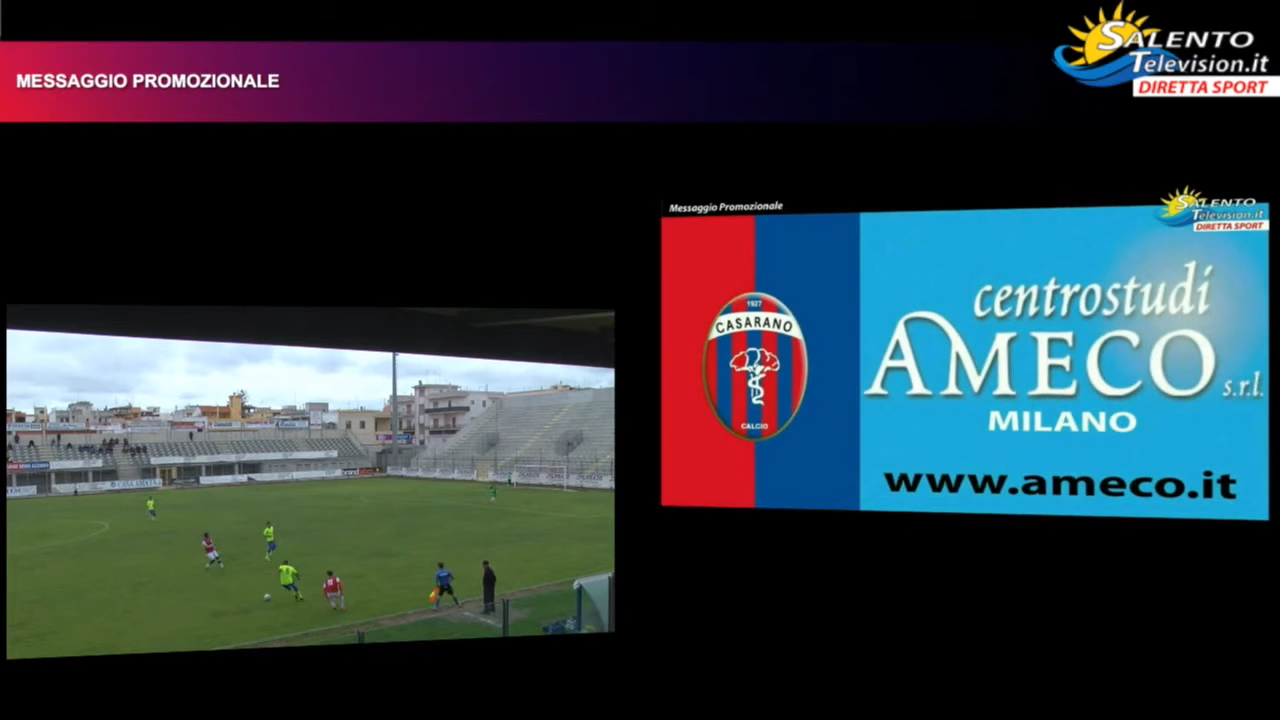 MESSAGGIO PROMOZIONALE
SALENTO
Television.it
DIRETTA SPORT
Messaggio Promozionale
SALENTO
Television.it
DIRETTA SPORT
1927
CASARANO
CALCIO
centrostudi
AMECO s.r.l.
MILANO
www.ameco.it